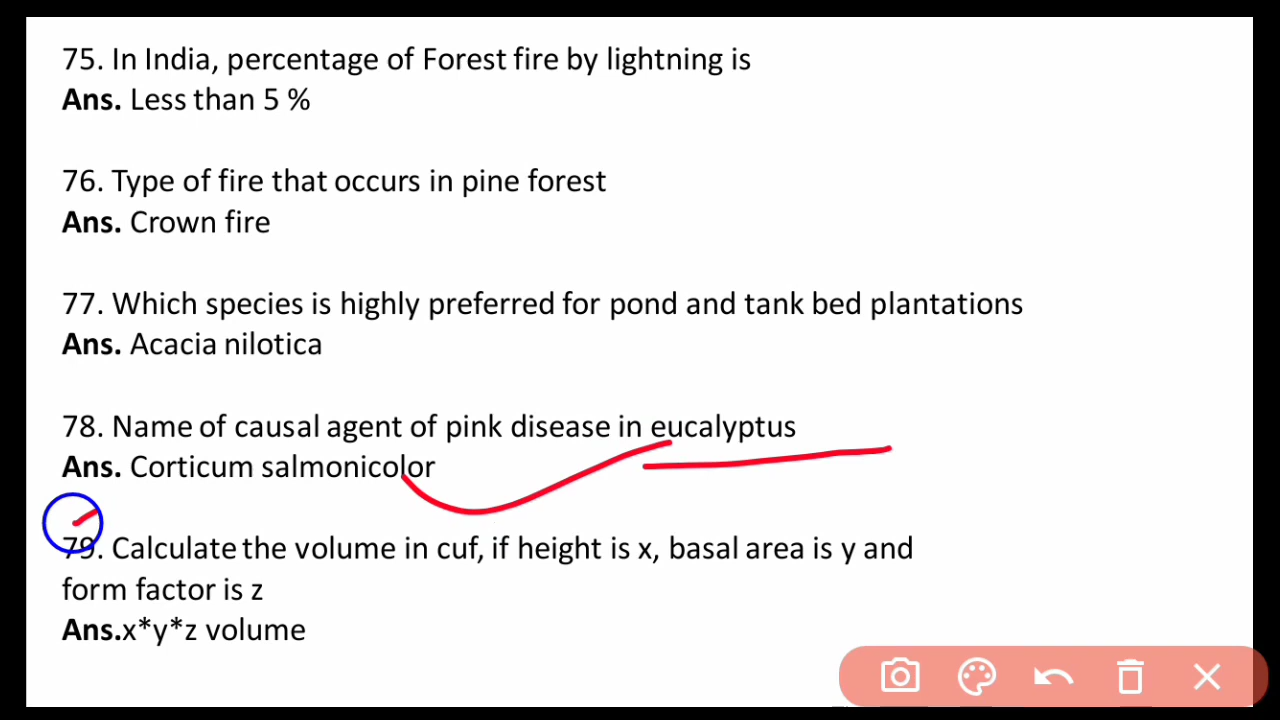 75. In India, percentage of Forest fire by lightning is
Ans. Less than 5 %
76. Type of fire that occurs in pine forest
Ans. Crown fire
77. Which species is highly preferred for pond and tank bed plantations
Ans. Acacia nilotica
78. Name of causal agent of pink disease in eucalyptus
Ans. Corticum salmonicolor
79. Calculate the volume in cuf, if height is x, basal area is y and
form factor is z
Ans.x*y*z volume